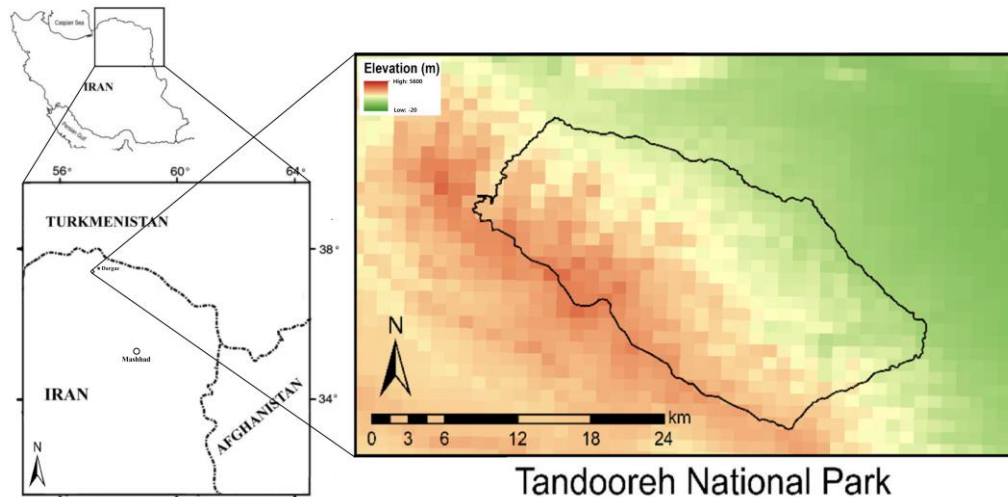 Caspian Sea
IRAN
Persian Gulf
56
60
64
TURKMENISTAN
38°
Dargaz
Mashhad
IRAN
34°
AFGHANISTAN
N
Elevation (m)
High: 5600
Low: -20
N
km
0 3 6 12 18 24
Tandooreh National Park